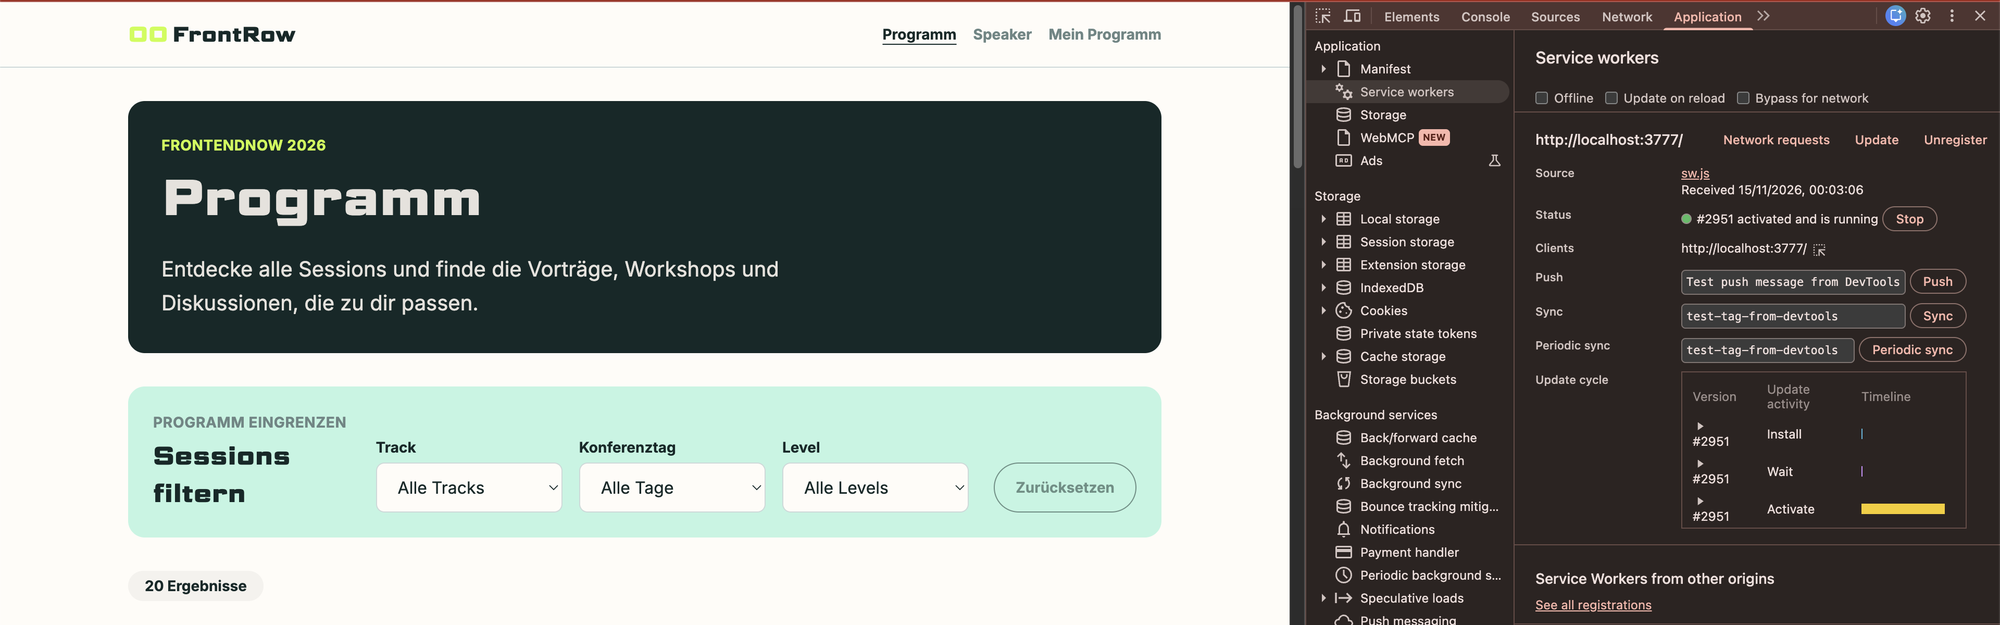 FrontRow
Programm
Speaker
Mein Programm
FRONTENDNOW 2026
Programm
Entdecke alle Sessions und finde die Vorträge, Workshops und
Diskussionen, die zu dir passen.
PROGRAMM EINGRENZEN
Sessions
filtern
Track
Alle Tracks
Konferenztag
Alle Tage
Level
Alle Levels
Zurücksetzen
20 Ergebnisse
Elements
Console
Sources
Network
Application
Application
Manifest
Service workers
Storage
WebMCP NEW
Ads
Storage
Local storage
Session storage
Extension storage
IndexedDB
Cookies
Private state tokens
Cache storage
Storage buckets
Background services
Back/forward cache
Background fetch
Background sync
Bounce tracking mitig...
Notifications
Payment handler
Periodic background s...
Speculative loads
Push messaging
Service workers
Offline
Update on reload
Bypass for network
http://localhost:3777/
Network requests
Update
Unregister
Source
sw.js
Received 15/11/2026, 00:03:06
Status
#2951 activated and is running
Stop
Clients
http://localhost:3777/
Push
Test push message from DevTools
Push
Sync
test-tag-from-devtools
Sync
Periodic sync
test-tag-from-devtools
Periodic sync
Update cycle
Version
Update
activity
Timeline
#2951
Install
#2951
Wait
#2951
Activate
Service Workers from other origins
See all registrations